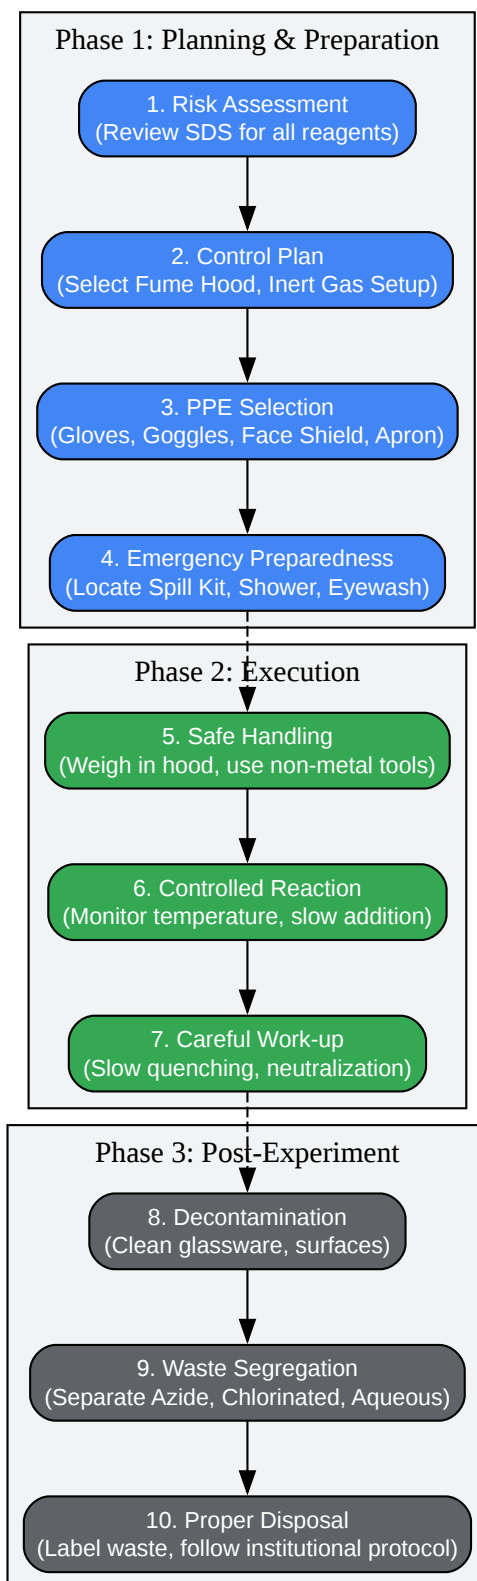 Phase 1: Planning & Preparation
1. Risk Assessment
(Review SDS for all reagents)
2. Control Plan
(Select Fume Hood, Inert Gas Setup)
3. PPE Selection
(Gloves, Goggles, Face Shield, Apron)
4. Emergency Preparedness
(Locate Spill Kit, Shower, Eyewash)
Phase 2: Execution
5. Safe Handling
(Weigh in hood, use non-metal tools)
6. Controlled Reaction
(Monitor temperature, slow addition)
7. Careful Work-up
(Slow quenching, neutralization)
Phase 3: Post-Experiment
8. Decontamination
(Clean glassware, surfaces)
9. Waste Segregation
(Separate Azide, Chlorinated, Aqueous)
10. Proper Disposal
(Label waste, follow institutional protocol)